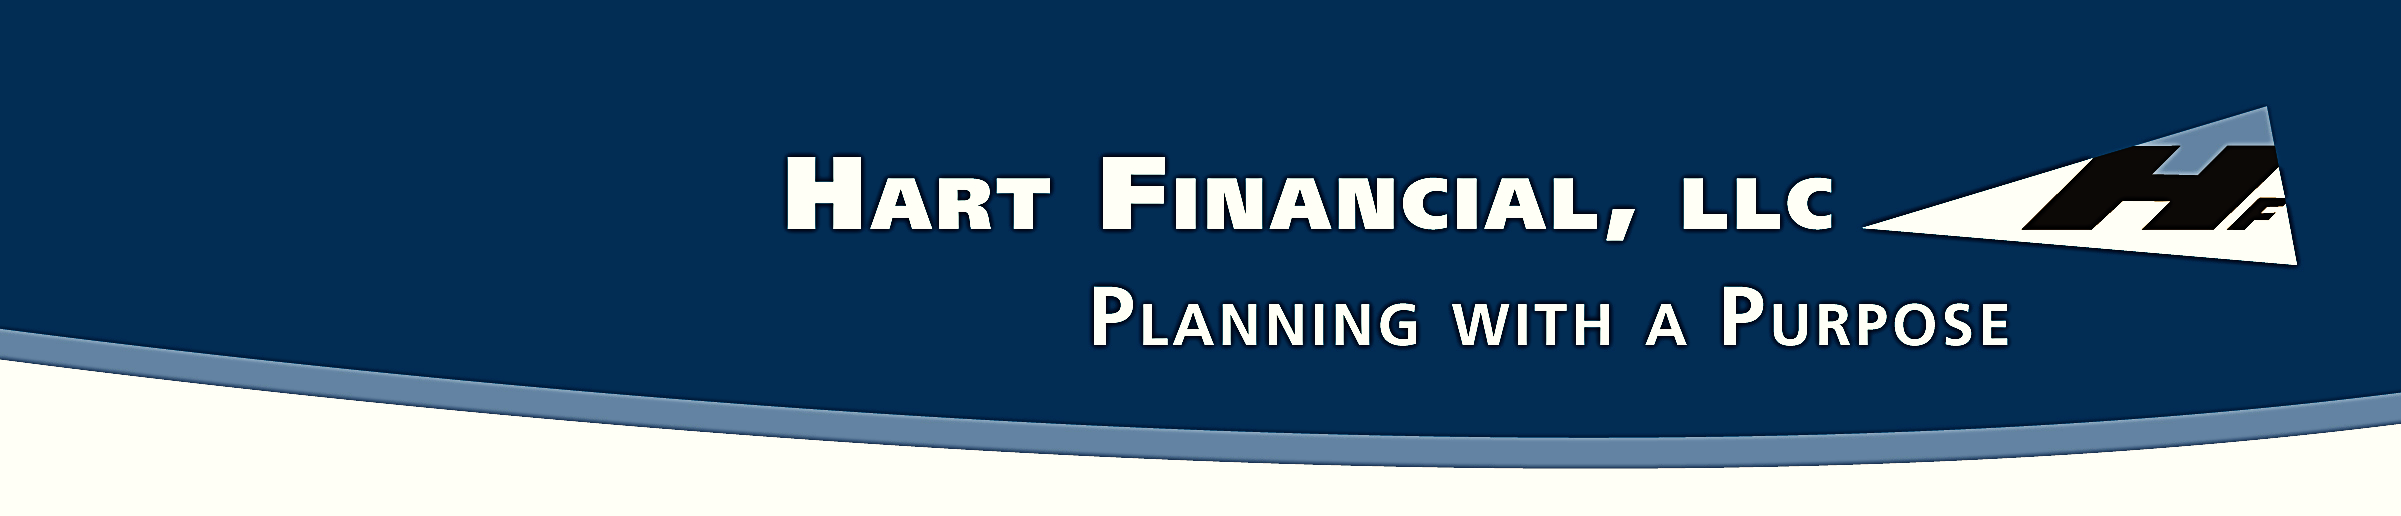 Hart Financial, LLC
HF
Planning with a Purpose